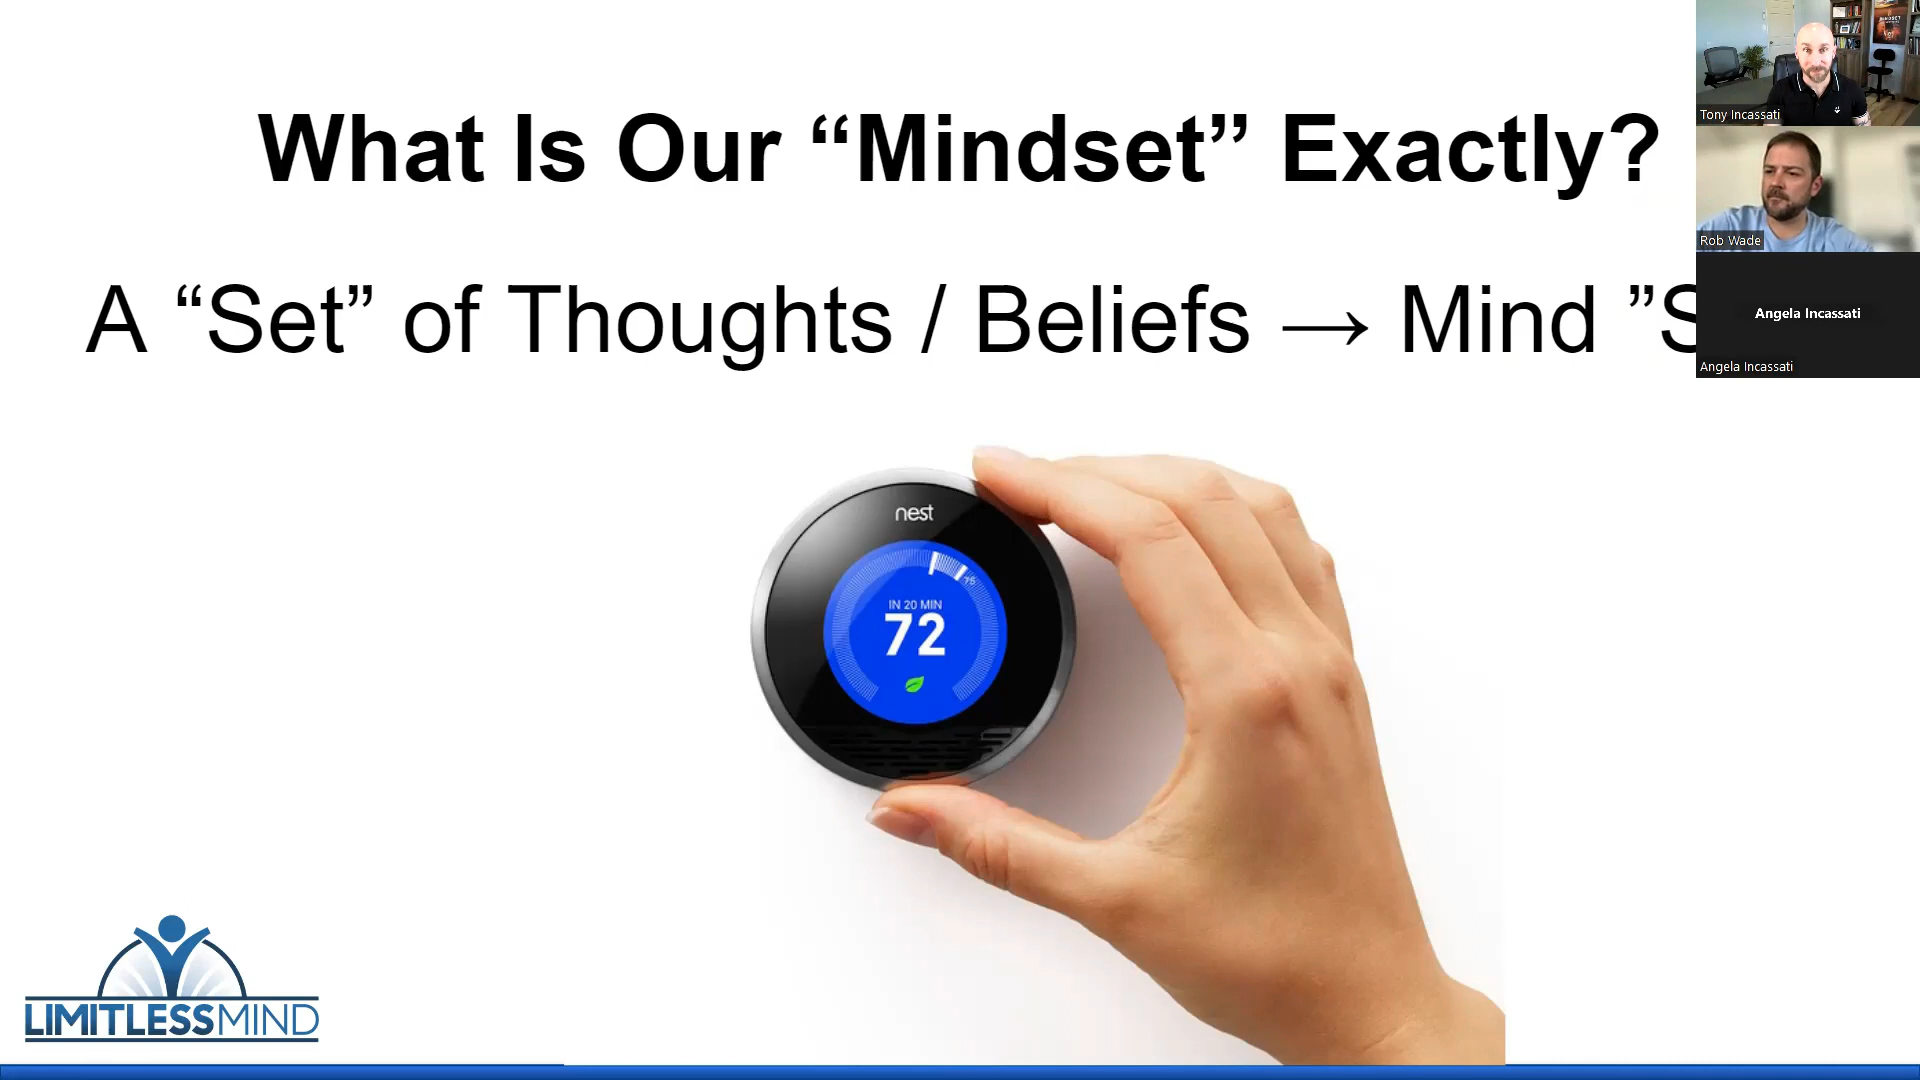 What Is Our “Mindset” Exactly?
A “Set” of Thoughts / Beliefs → Mind ”S
nest
75
IN 20 MIN
72
LIMITLESSMIND
Tony Incassati
Rob Wade
Angela Incassati
Angela Incassati